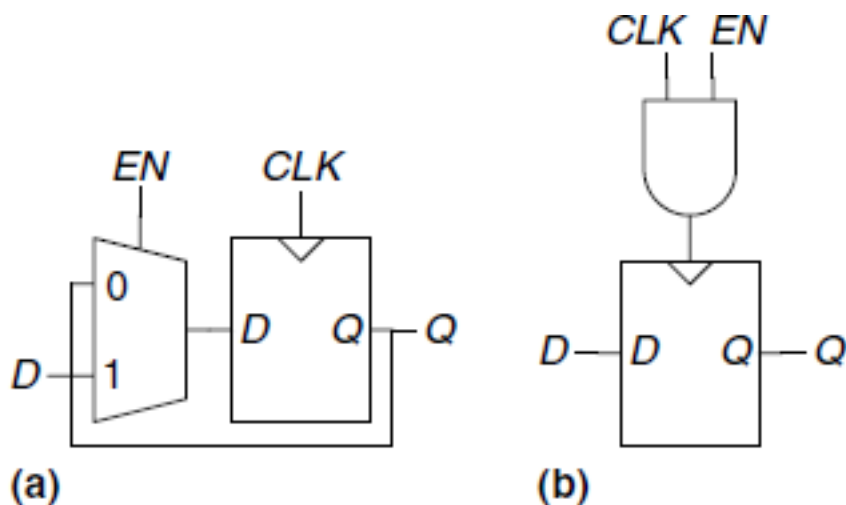 CLK EN
EN CLK
0
D Q Q
D 1
D D Q Q
(a) (b)